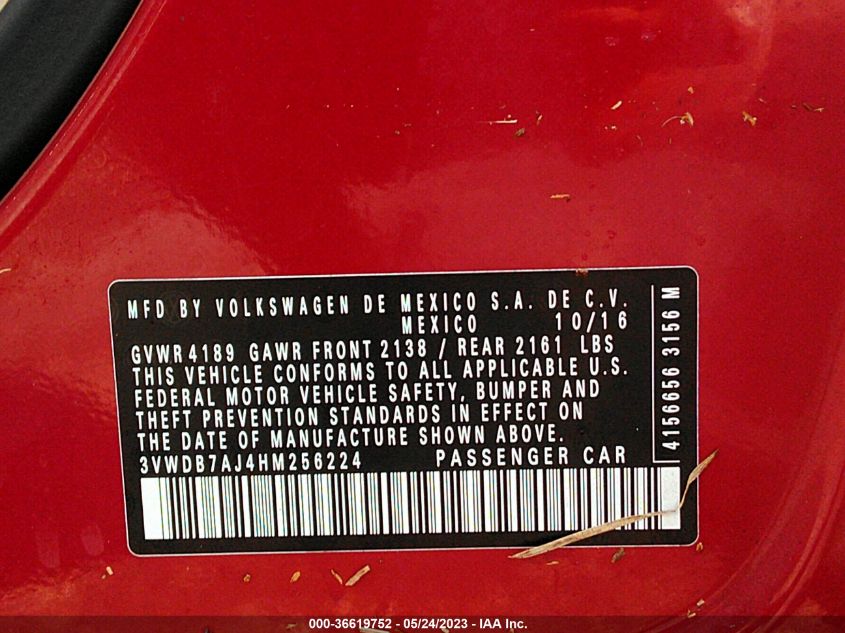 MFD BY VOLKSWAGEN DE MEXICO S.A. DE C.V.
MEXICO 10/16
GVWR 4189 GAWR FRONT 2138 / REAR 2161 LBS
THIS VEHICLE CONFORMS TO ALL APPLICABLE U.S.
FEDERAL MOTOR VEHICLE SAFETY, BUMPER AND
THEFT PREVENTION STANDARDS IN EFFECT ON
THE DATE OF MANUFACTURE SHOWN ABOVE.
3VWDB7AJ4HM256224 PASSENGER CAR
4156656 3156 M
000-36619752 - 05/24/2023 - IAA Inc.